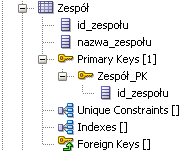 Zespół
id_zespołu
nazwa_zespołu
Primary Keys [1]
Zespół_PK
id_zespołu
Unique Constraints []
Indexes []
Foreign Keys []